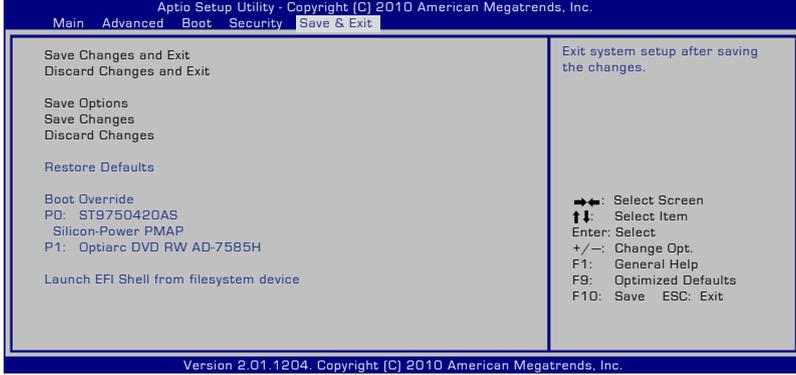 Aptio Setup Utility - Copyright (C) 2010 American Megatrends, Inc.
Main Advanced Boot Security Save & Exit
Save Changes and Exit
Discard Changes and Exit
Save Options
Save Changes
Discard Changes
Restore Defaults
Boot Override
P0: ST9750420AS
Silicon-Power PMAP
P1: Optiarc DVD RW AD-7585H
Launch EFI Shell from filesystem device
Exit system setup after saving
the changes.
→←: Select Screen
↑↓: Select Item
Enter: Select
+/—: Change Opt.
F1: General Help
F9: Optimized Defaults
F10: Save ESC: Exit
Version 2.01.1204. Copyright (C) 2010 American Megatrends, Inc.